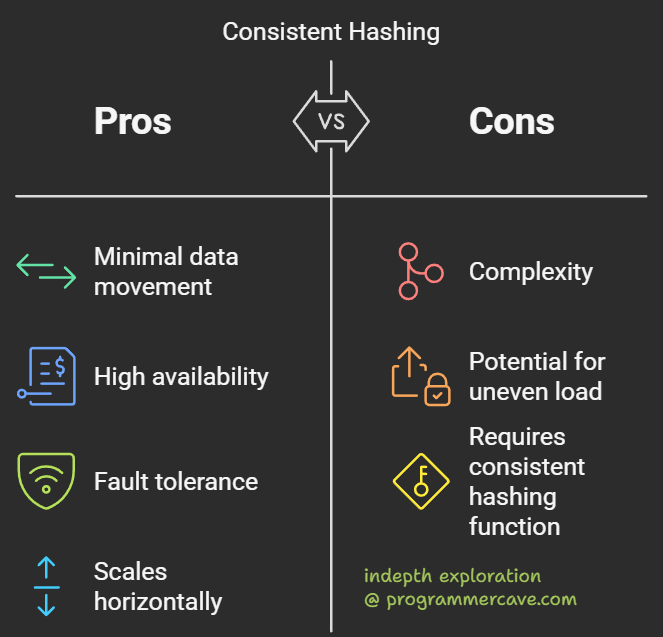 Consistent Hashing
Pros
VS
Cons
Minimal data
movement
$
High availability
Fault tolerance
Scales
horizontally
Complexity
Potential for
uneven load
Requires
consistent
hashing
function
indepth exploration
@ programmercave.com